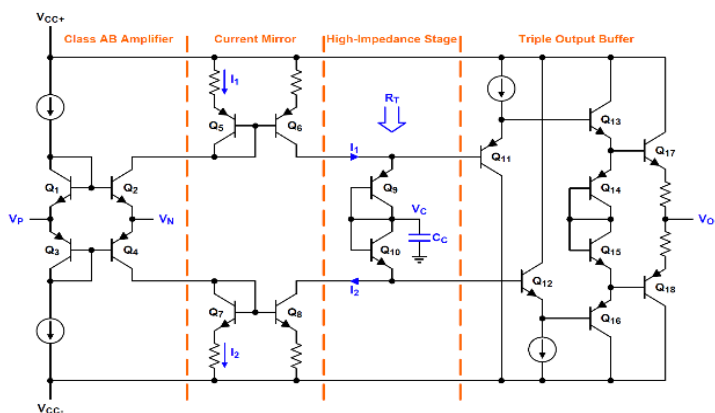 VCC+
Class AB Amplifier
Current Mirror
High-Impedance Stage
Triple Output Buffer
I1
RT
Q5
Q6
Q13
I1
Q11
Q17
Q1
Q2
Q9
Q14
VP
VN
VC
VO
CC
Q3
Q4
Q10
Q15
I2
Q12
Q18
Q7
Q8
Q16
I2
VCC-